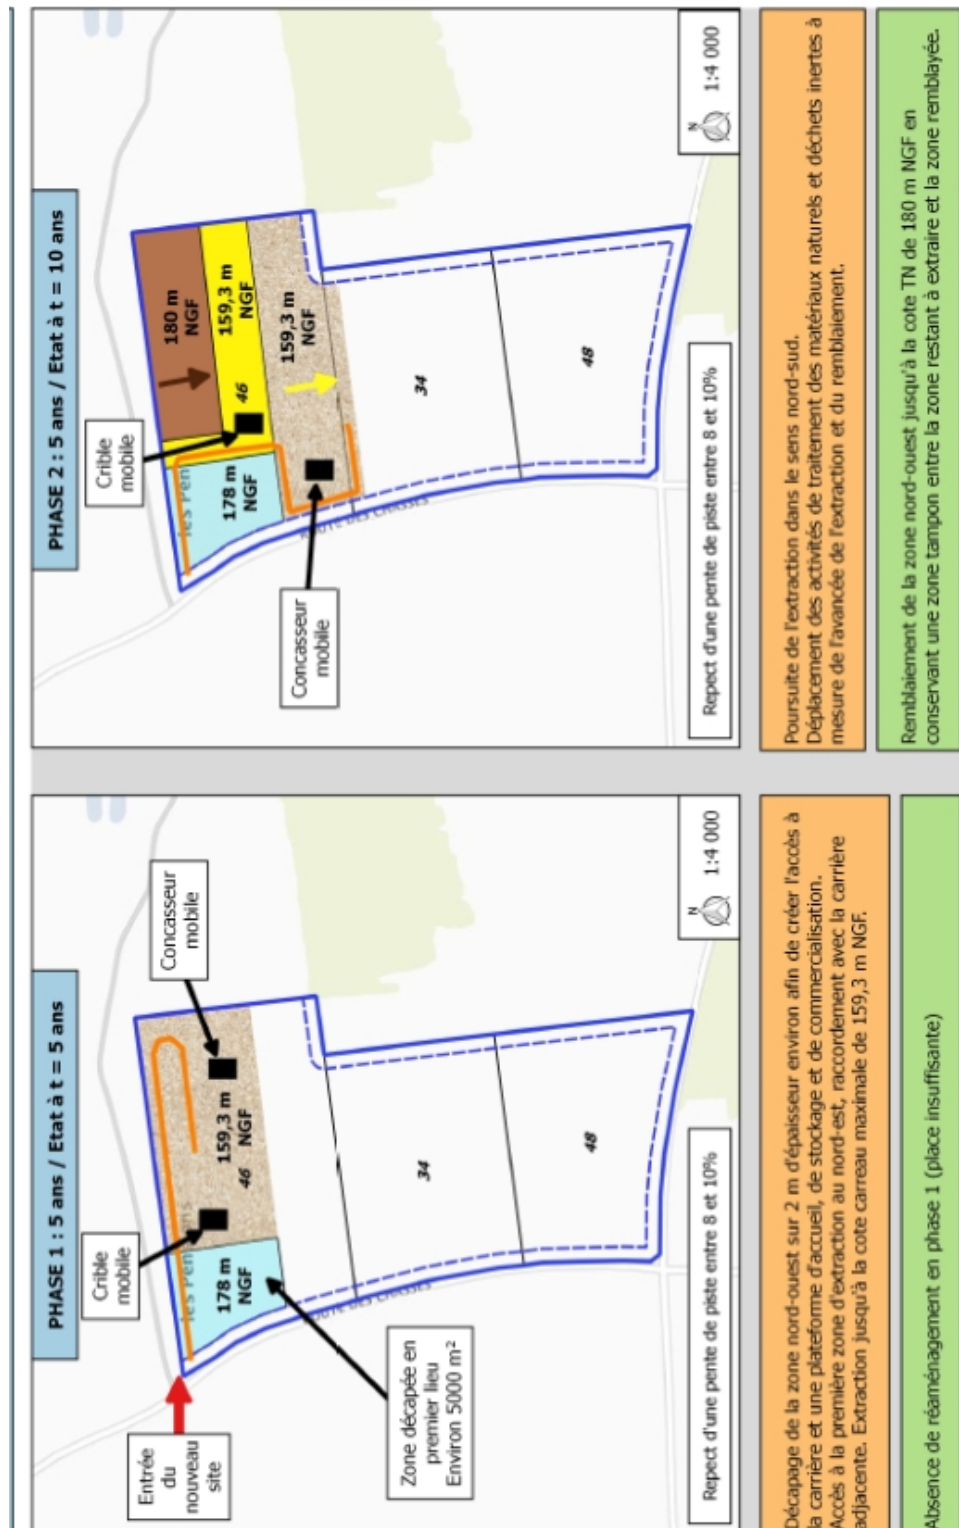 PHASE 1 : 5 ans / Etat à t = 5 ans
Entrée
du
nouveau
site
Crible
mobile
Concasseur
mobile
178 m
NGF
159,3 m
NGF
46
Zone décapée en
premier lieu
Environ 5000 m²
34
48
Repect d'une pente de piste entre 8 et 10%
N
1:4 000
Décapage de la zone nord-ouest sur 2 m d'épaisseur environ afin de créer l'accès à
la carrière et une plateforme d'accueil, de stockage et de commercialisation.
Accès à la première zone d'extraction au nord-est, raccordement avec la carrière
adjacente. Extraction jusqu'à la cote carreau maximale de 159,3 m NGF.
Absence de réaménagement en phase 1 (place insuffisante)
PHASE 2 : 5 ans / Etat à t = 10 ans
Crible
mobile
180 m
NGF
159,3 m
NGF
46
178 m
NGF
159,3 m
NGF
Concasseur
mobile
34
48
Repect d'une pente de piste entre 8 et 10%
N
1:4 000
Poursuite de l'extraction dans le sens nord-sud.
Déplacement des activités de traitement des matériaux naturels et déchets inertes à
mesure de l'avancée de l'extraction et du remblaiement.
Remblaiement de la zone nord-ouest jusqu'à la cote TN de 180 m NGF en
conservant une zone tampon entre la zone restant à extraire et la zone remblayée.